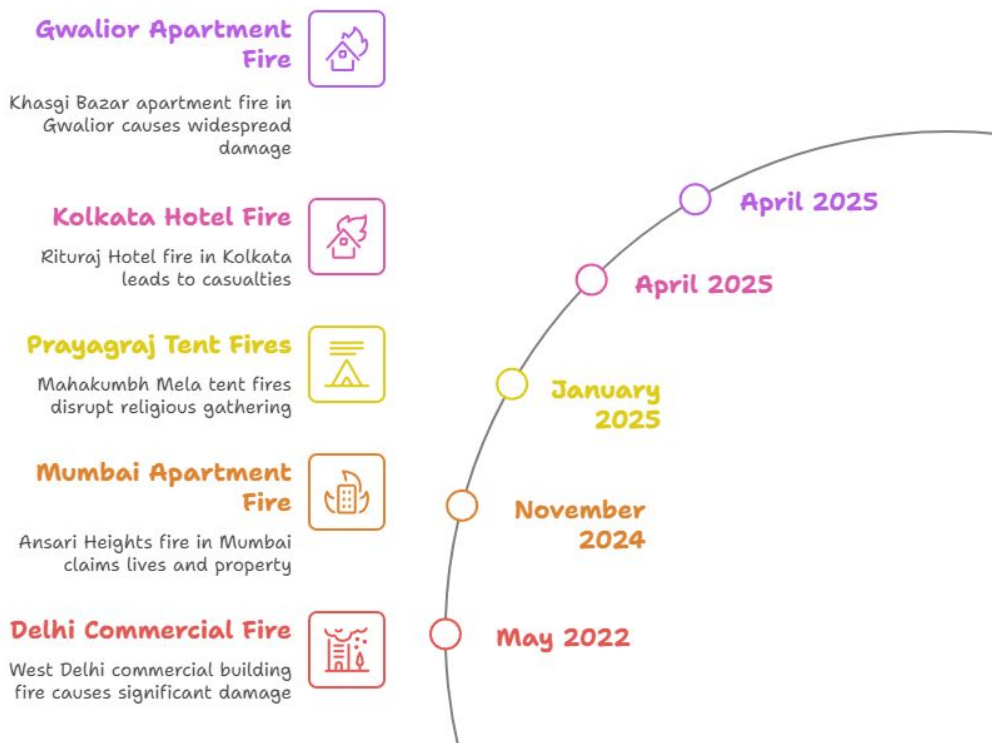 Gwalior Apartment
Fire
Khasgi Bazar apartment fire in
Gwalior causes widespread
damage
April 2025
Kolkata Hotel Fire
Rituraj Hotel fire in Kolkata
leads to casualties
April 2025
Prayagraj Tent Fires
Mahakumbh Mela tent fires
disrupt religious gathering
January
2025
Mumbai Apartment
Fire
Ansari Heights fire in Mumbai
claims lives and property
November
2024
Delhi Commercial Fire
West Delhi commercial building
fire causes significant damage
May 2022